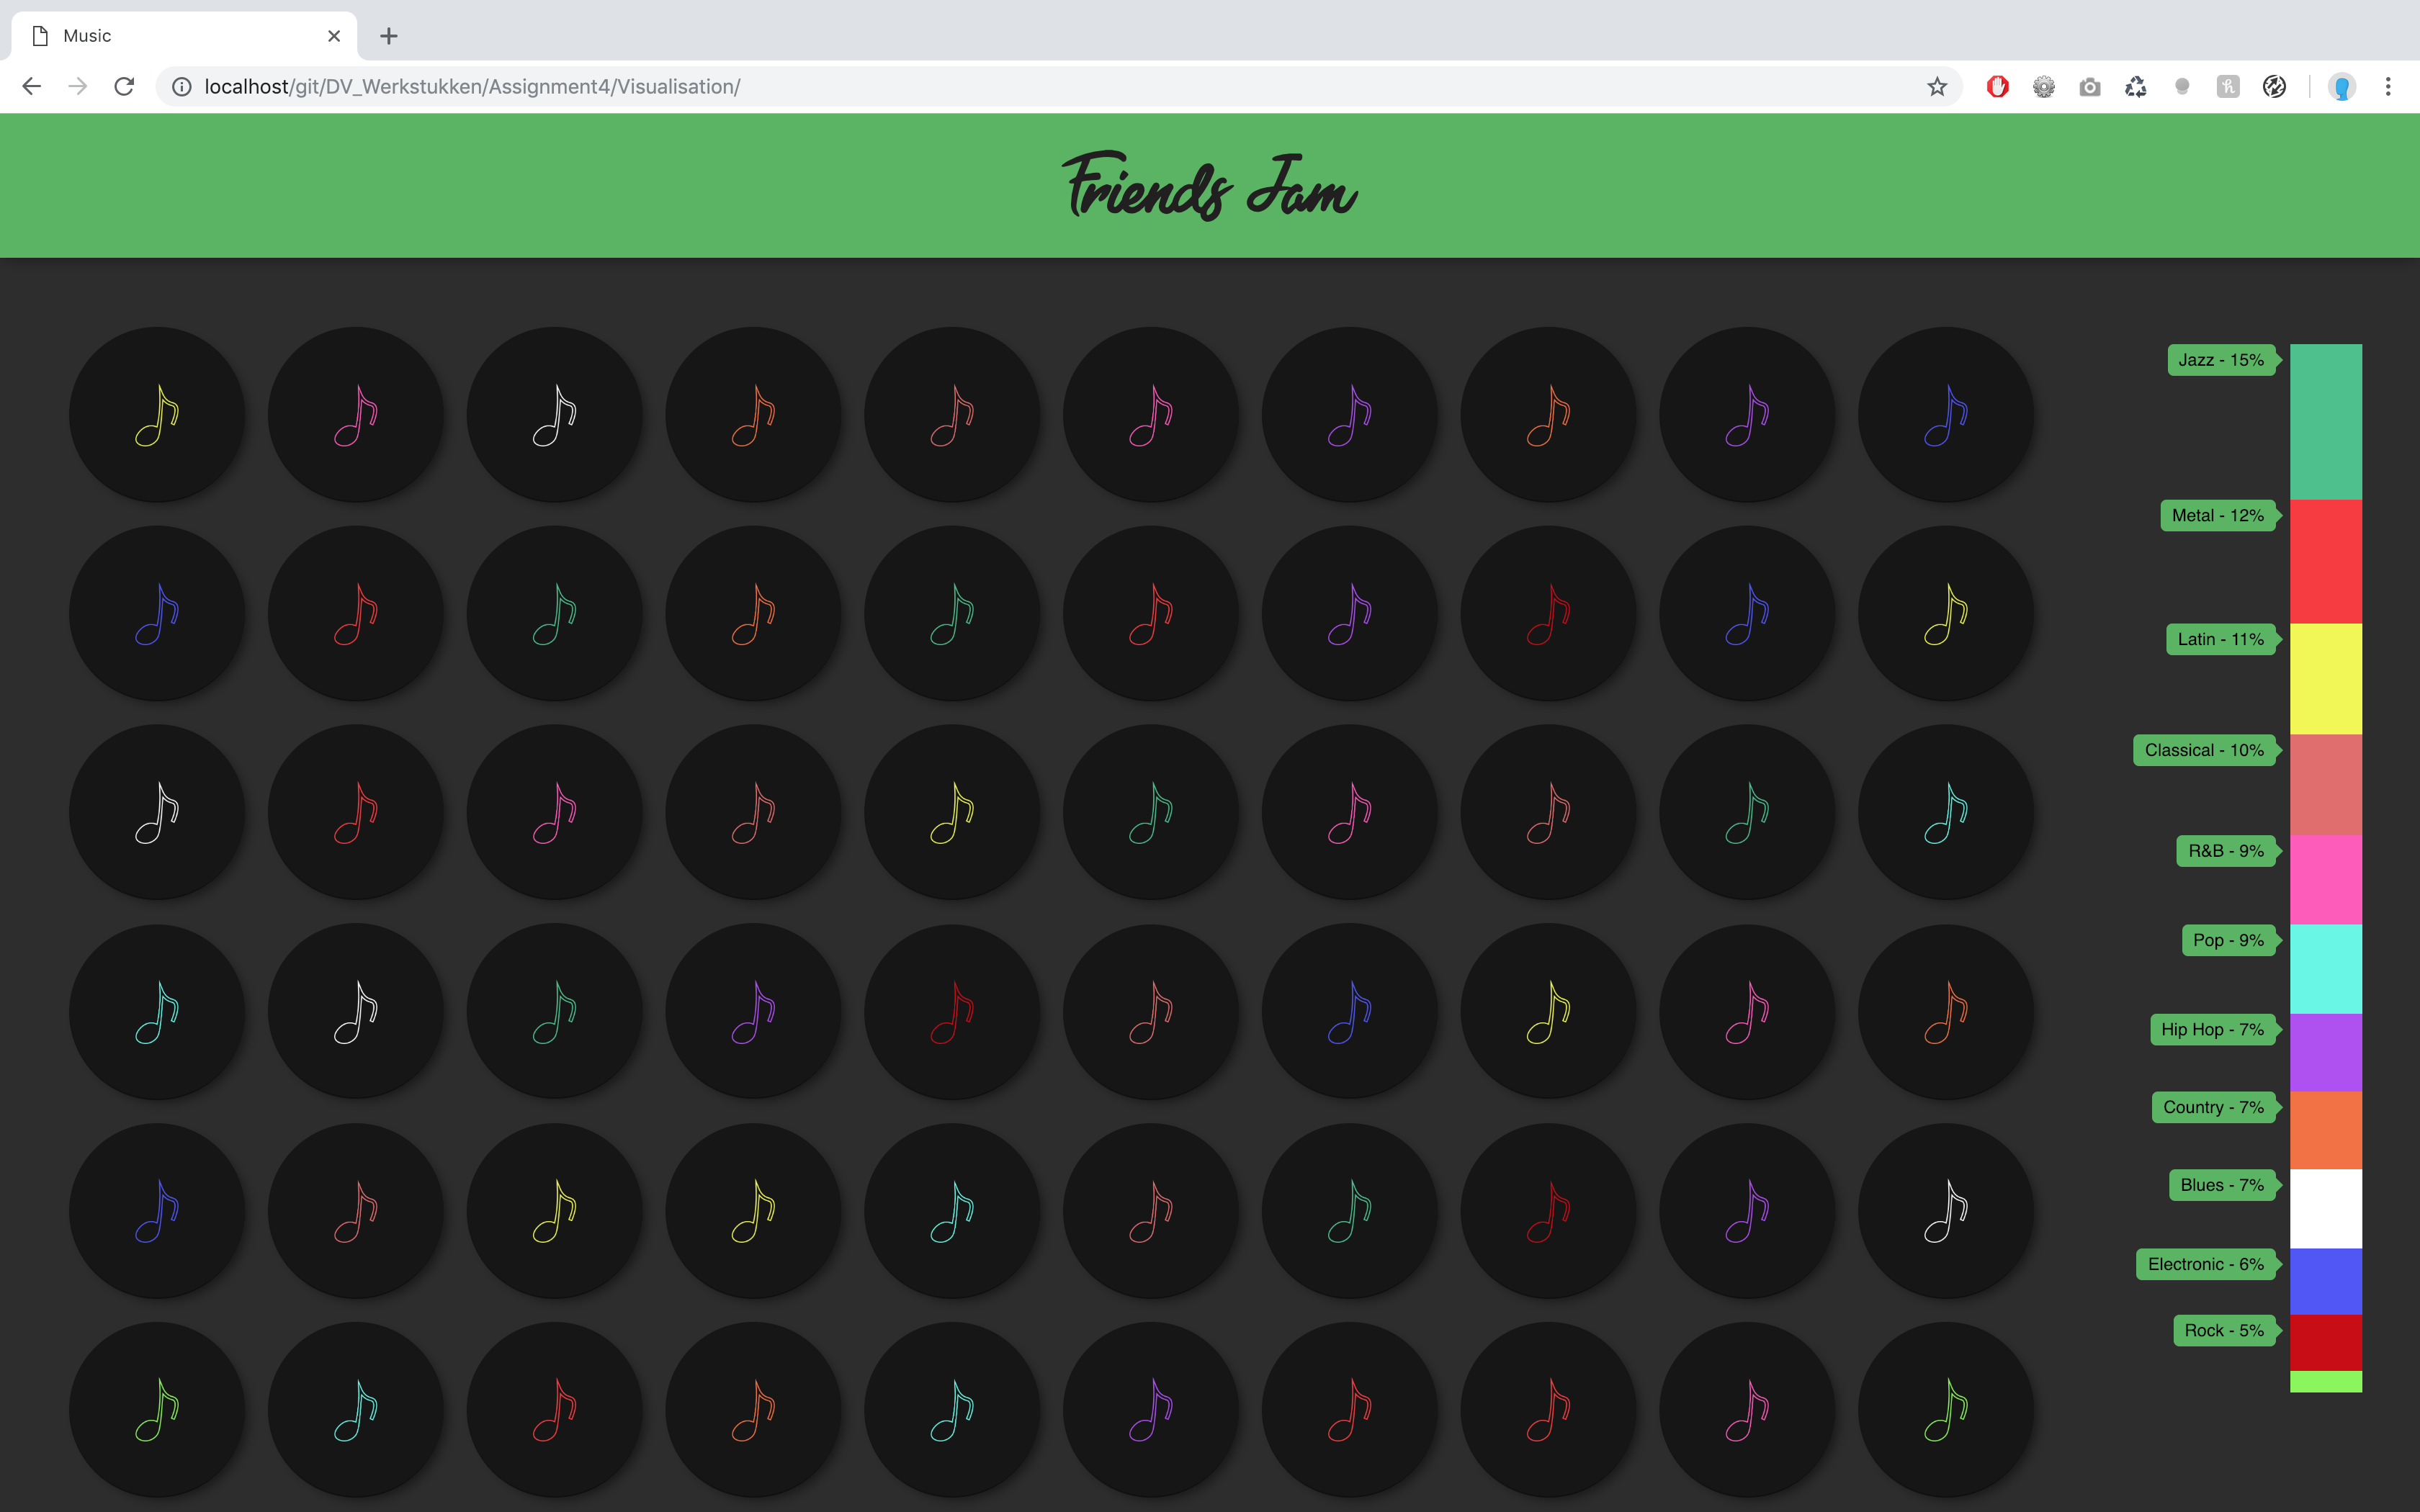 Music
localhost/git/DV_Werkstukken/Assignment4/Visualisation/
Friends Jam
Jazz - 15%
Metal - 12%
Latin - 11%
Classical - 10%
R&B - 9%
Pop - 9%
Hip Hop - 7%
Country - 7%
Blues - 7%
Electronic - 6%
Rock - 5%